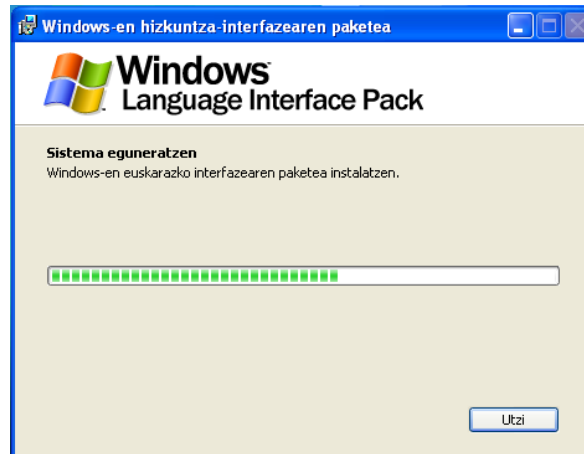 Windows-en hizkuntza-interfazearen paketea
Windows
Language Interface Pack
Sistema eguneratzen
Windows-en euskarazko interfazearen paketea instalatzen.
Utzi